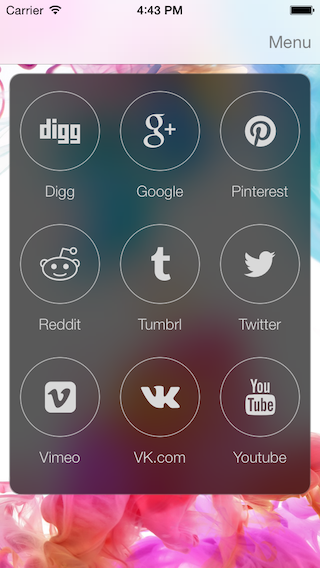 Carrier 4:43 PM
Menu
digg g+
Digg Google Pinterest
t
Reddit Tumbrl Twitter
V VK You
Tube
Vimeo VK.com Youtube